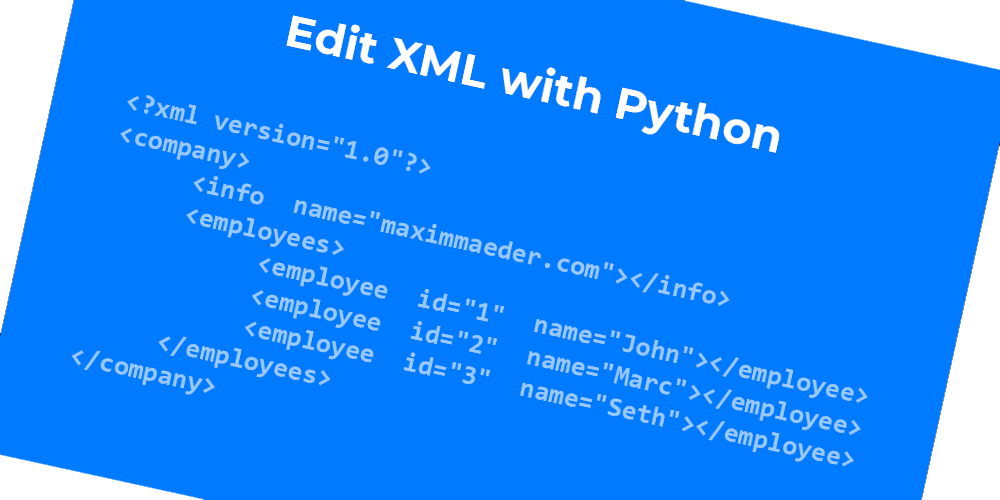 Edit XML with Python
<?xml version="1.0"?>
<company>
<info  name="maximmaeder.com"></info>
<employees>
<employee  id="1"  name="John"></employee>
<employee  id="2"  name="Marc"></employee>
<employee  id="3"  name="Seth"></employee>
</employees>
</company>